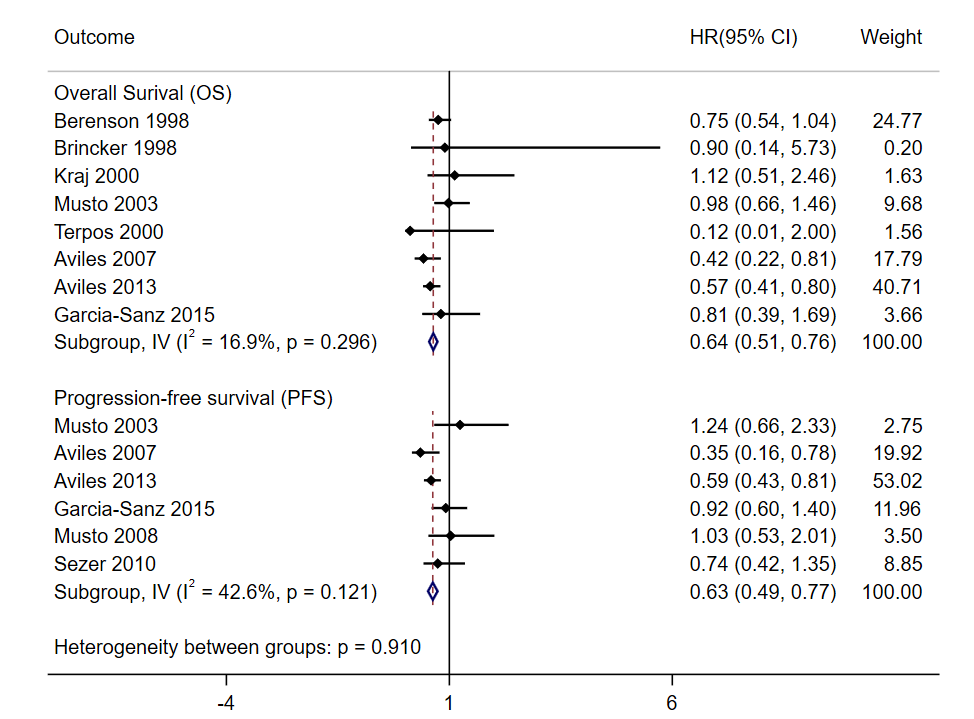 Outcome HR(95% CI) Weight
Overall Surival (OS)
Berenson 1998 0.75 (0.54, 1.04) 24.77
Brincker 1998 0.90 (0.14, 5.73) 0.20
Kraj 2000 1.12 (0.51, 2.46) 1.63
Musto 2003 0.98 (0.66, 1.46) 9.68
Terpos 2000 0.12 (0.01, 2.00) 1.56
Aviles 2007 0.42 (0.22, 0.81) 17.79
Aviles 2013 0.57 (0.41, 0.80) 40.71
Garcia-Sanz 2015 0.81 (0.39, 1.69) 3.66
Subgroup, IV (I² = 16.9%, p = 0.296) 0.64 (0.51, 0.76) 100.00
Progression-free survival (PFS)
Musto 2003 1.24 (0.66, 2.33) 2.75
Aviles 2007 0.35 (0.16, 0.78) 19.92
Aviles 2013 0.59 (0.43, 0.81) 53.02
Garcia-Sanz 2015 0.92 (0.60, 1.40) 11.96
Musto 2008 1.03 (0.53, 2.01) 3.50
Sezer 2010 0.74 (0.42, 1.35) 8.85
Subgroup, IV (I² = 42.6%, p = 0.121) 0.63 (0.49, 0.77) 100.00
Heterogeneity between groups: p = 0.910
-4 1 6